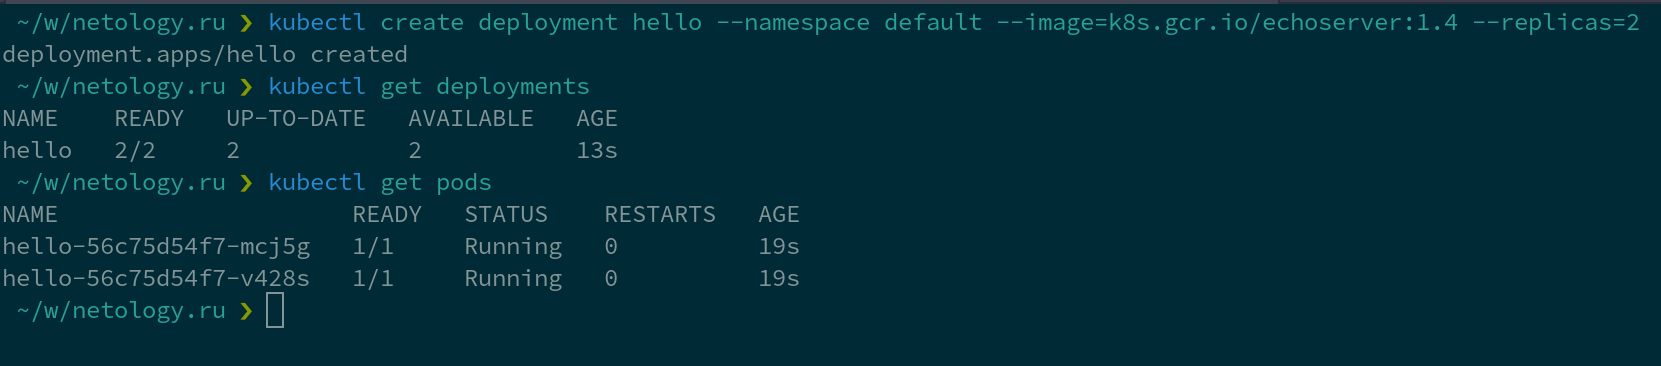 ~/w/netology.ru ❯ kubectl create deployment hello --namespace default --image=k8s.gcr.io/echoserver:1.4 --replicas=2
deployment.apps/hello created
~/w/netology.ru ❯ kubectl get deployments
NAME    READY   UP-TO-DATE   AVAILABLE   AGE
hello   2/2     2            2           13s
~/w/netology.ru ❯ kubectl get pods
NAME                     READY   STATUS    RESTARTS   AGE
hello-56c75d54f7-mcj5g   1/1     Running   0          19s
hello-56c75d54f7-v428s   1/1     Running   0          19s
~/w/netology.ru ❯